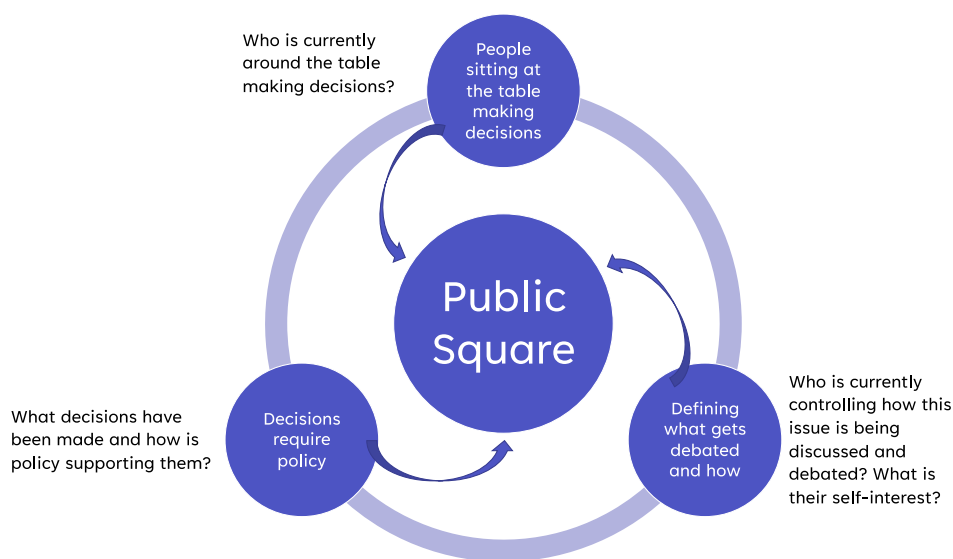 Who is currently
around the table
making decisions?
People
sitting at
the table
making
decisions
Public
Square
What decisions have
been made and how is
policy supporting them?
Decisions
require
policy
Defining
what gets
debated
and how
Who is currently
controlling how this
issue is being
discussed and
debated? What is
their self-interest?